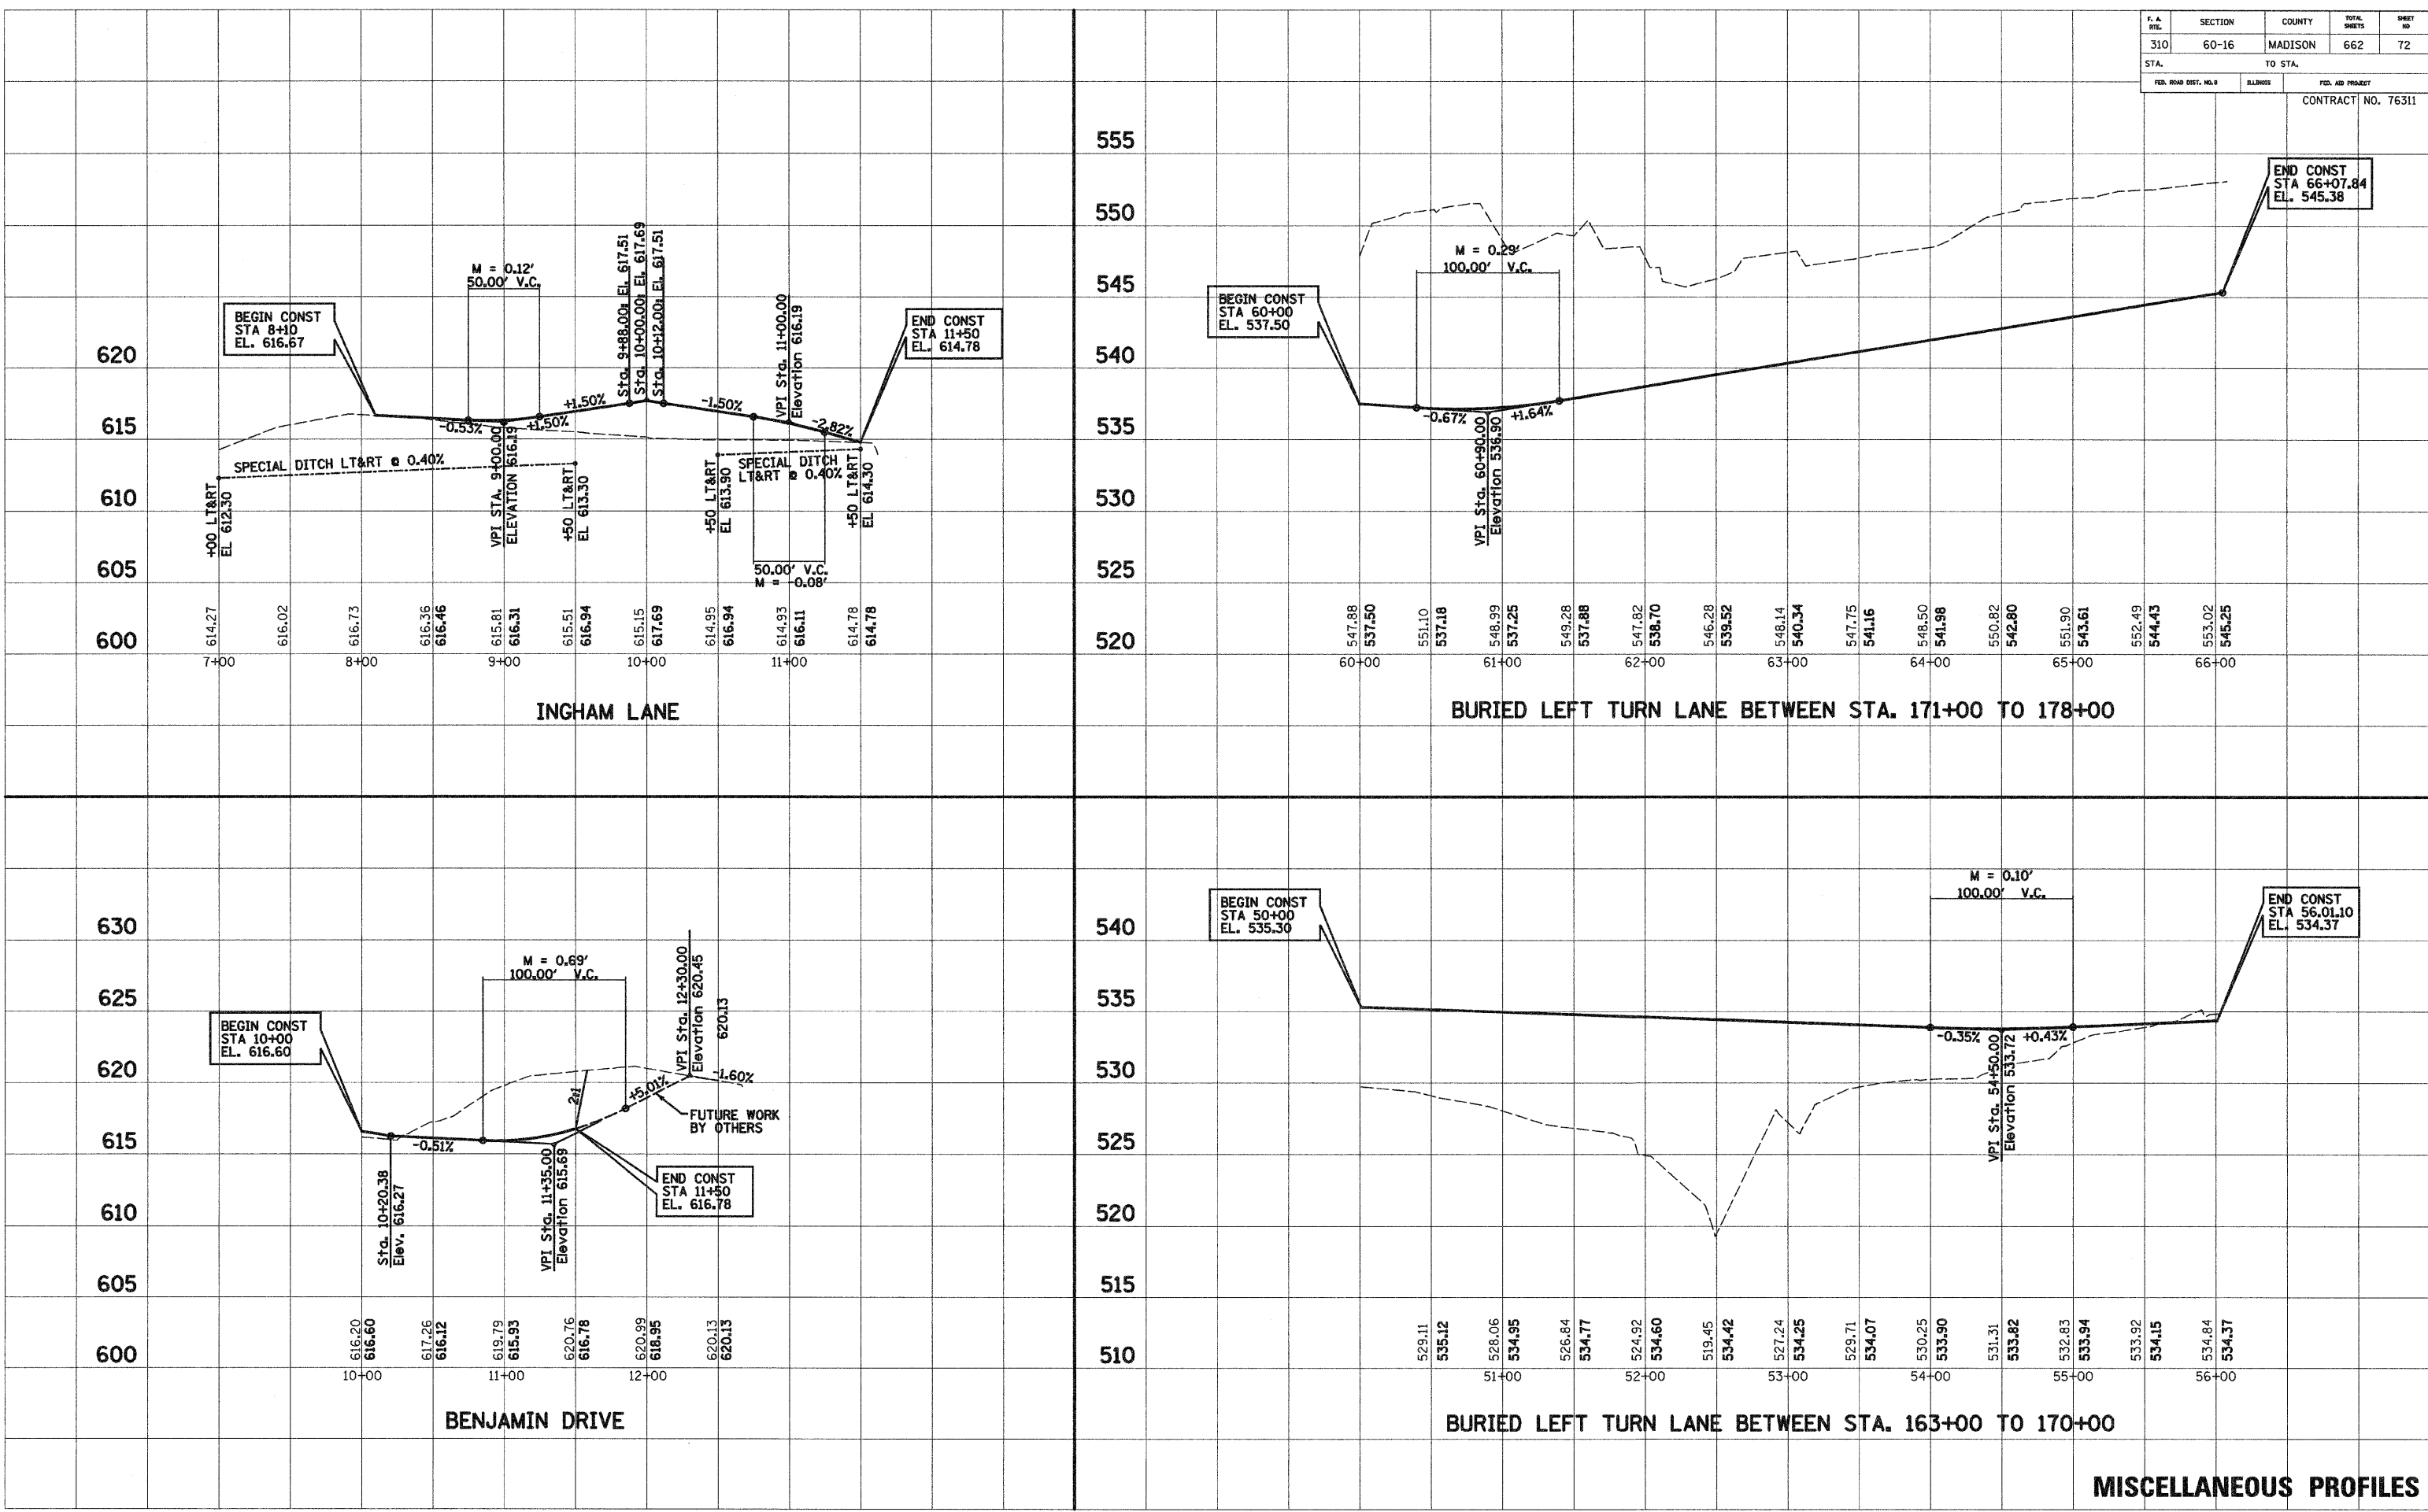 F. A. RTE. SECTION COUNTY TOTAL SHEETS SHEET NO
310 60-16 MADISON 662 72
STA. TO STA.
FED. ROAD DIST. NO. 8 ILLINOIS FED. AID PROJECT
CONTRACT NO. 76311
M = 0.12'
50.00' V.C.
BEGIN CONST
STA 8+10
EL. 616.67
Sta. 9+88.00: El. 617.51
Sta. 10+00.00: El. 617.69
Sta. 10+12.00: El. 617.51
VPI Sta. 11+00.00
Elevation 616.19
END CONST
STA 11+50
EL. 614.78
-0.53%
+1.50%
+1.50%
-1.50%
-2.82%
SPECIAL DITCH LT&RT @ 0.40%
SPECIAL DITCH
LT&RT @ 0.40%
+00 LT&RT
EL 612.30
VPI STA. 9+00.00
ELEVATION 616.19
+50 LT&RT
EL 613.30
+50 LT&RT
EL 613.90
+50 LT&RT
EL 614.30
50.00' V.C.
M = -0.08'
620
615
610
605
600
614.27
616.02
616.73
616.36
616.46
615.81
616.31
615.51
616.94
615.15
617.69
614.95
616.94
614.93
616.11
614.78
614.78
7+00 8+00 9+00 10+00 11+00
INGHAM LANE
555
550
545
540
535
530
525
520
BEGIN CONST
STA 60+00
EL. 537.50
M = 0.29'
100.00' V.C.
END CONST
STA 66+07.84
EL. 545.38
-0.67%
+1.64%
VPI Sta. 60+90.00
Elevation 536.90
547.88
537.50
551.10
537.18
548.99
537.25
549.28
537.88
547.82
538.70
546.28
539.52
548.14
540.34
547.75
541.16
548.50
541.98
550.82
542.80
551.90
543.61
552.49
544.43
553.02
545.25
60+00 61+00 62+00 63+00 64+00 65+00 66+00
BURIED LEFT TURN LANE BETWEEN STA. 171+00 TO 178+00
630
625
620
615
610
605
600
BEGIN CONST
STA 10+00
EL. 616.60
M = 0.69'
100.00' V.C.
VPI Sta. 12+30.00
Elevation 620.45
620.13
2:1
+5.01%
-1.60%
FUTURE WORK
BY OTHERS
-0.51%
Sta. 10+20.38
Elev. 616.27
VPI Sta. 11+35.00
Elevation 615.69
END CONST
STA 11+50
EL. 616.78
616.20
616.60
617.26
616.12
619.79
615.93
620.76
616.78
620.99
618.95
620.13
620.13
10+00 11+00 12+00
BENJAMIN DRIVE
540
535
530
525
520
515
510
BEGIN CONST
STA 50+00
EL. 535.30
M = 0.10'
100.00' V.C.
END CONST
STA 56.01.10
EL. 534.37
-0.35%
+0.43%
VPI Sta. 54+50.00
Elevation 533.72
529.11
535.12
528.06
534.95
526.84
534.77
524.92
534.60
519.45
534.42
527.24
534.25
529.71
534.07
530.25
533.90
531.31
533.82
532.83
533.94
533.92
534.15
534.84
534.37
51+00 52+00 53+00 54+00 55+00 56+00
BURIED LEFT TURN LANE BETWEEN STA. 163+00 TO 170+00
MISCELLANEOUS PROFILES